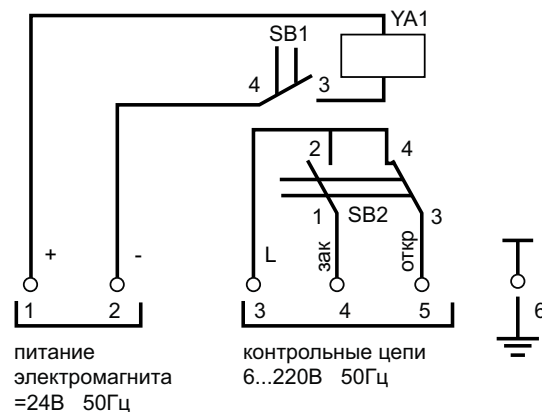 YA1
SB1
4
3
2
4
1
SB2
3
+
-
L
зак
откр
1
2
3
4
5
6
питание
электромагнита
=24В 50Гц
контрольные цепи
6...220В 50Гц